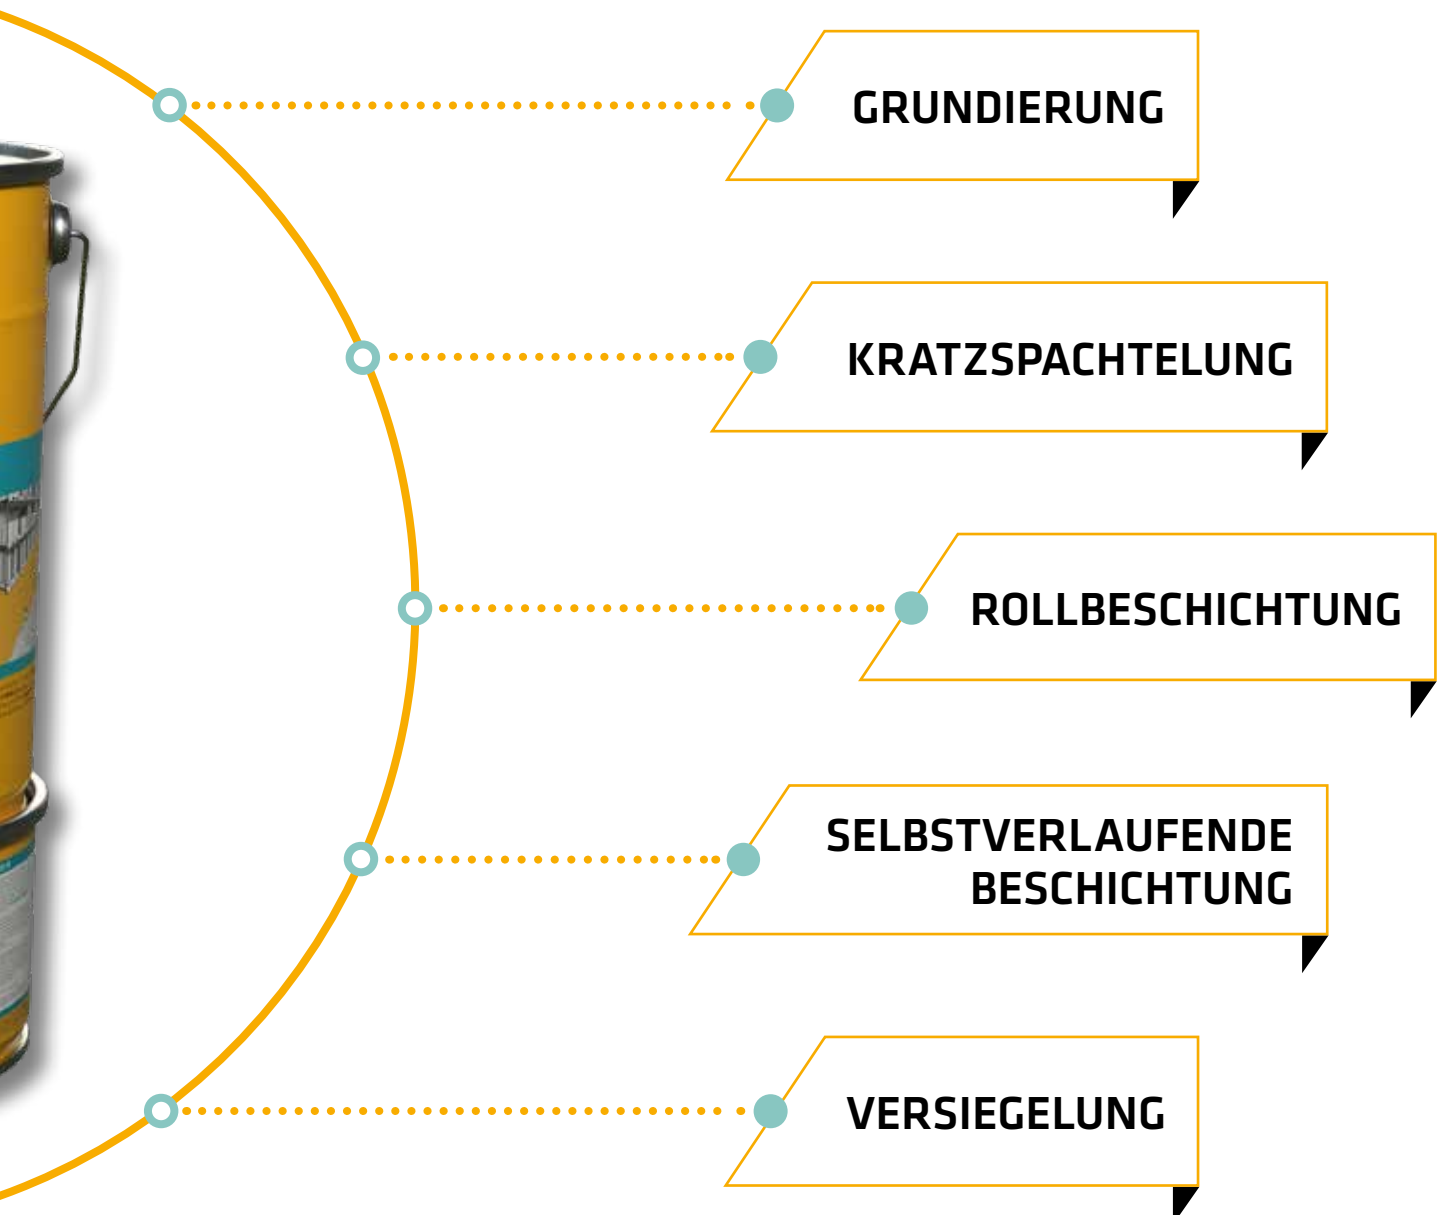 GRUNDIERUNG
KRATZSPACHTELUNG
ROLLBESCHICHTUNG
SELBSTVERLAUFENDE
BESCHICHTUNG
VERSIEGELUNG